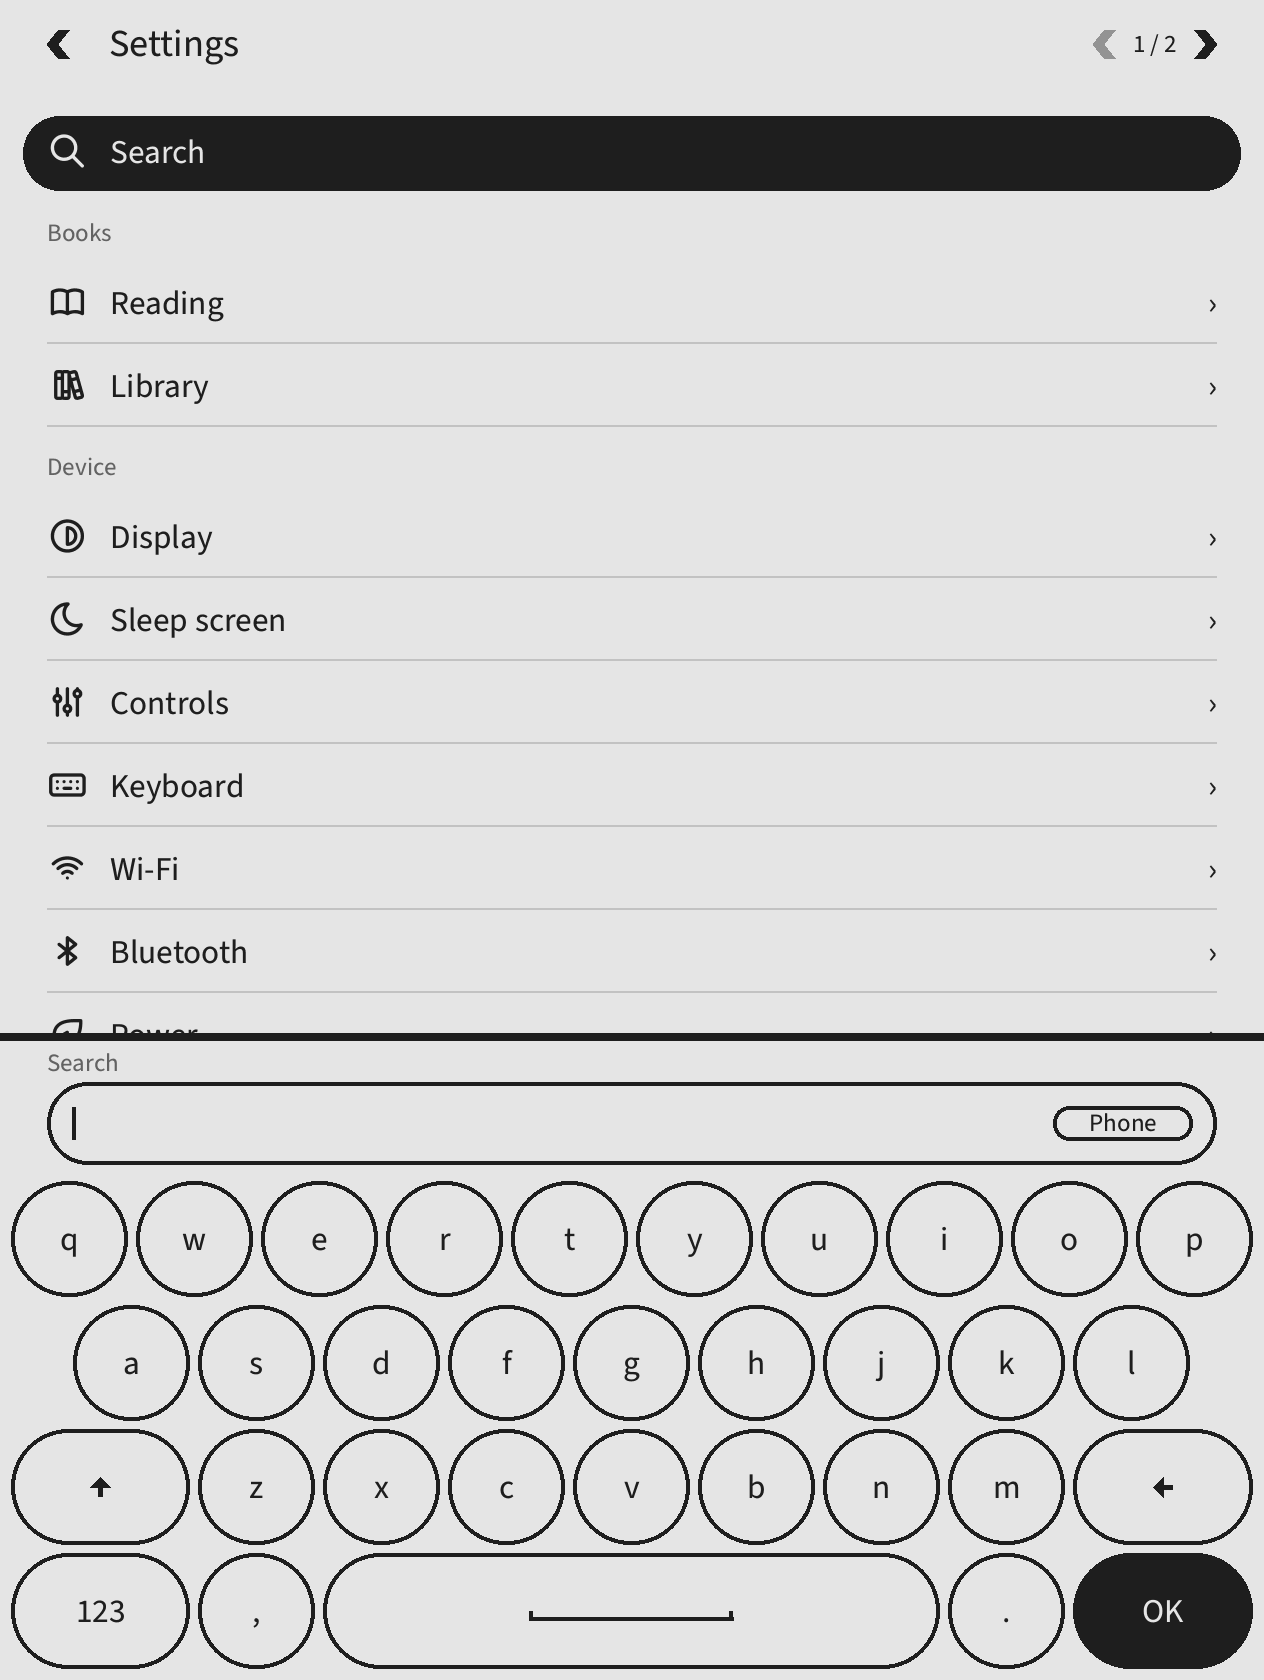 Settings
1 / 2
Search
Books
Reading
Library
Device
Display
Sleep screen
Controls
Keyboard
Wi-Fi
Bluetooth
Power
Search
Phone
q w e r t y u i o p
a s d f g h j k l
z x c v b n m
123 , . OK